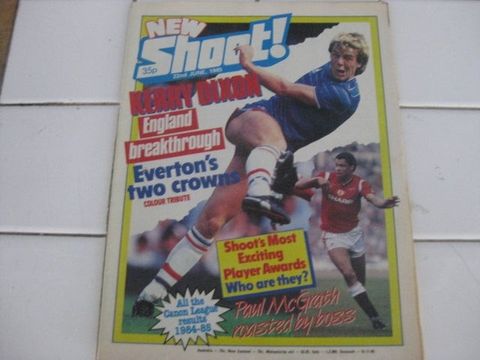 NEW
Shoot!
35p
22nd JUNE, 1985
KERRY DIXON
England
breakthrough
Everton's
two crowns
COLOUR TRIBUTE
SHARP
Shoot's Most
Exciting
Player Awards
Who are they?
All the
Canon League
results
1984-85
Paul McGrath
roasted by boss